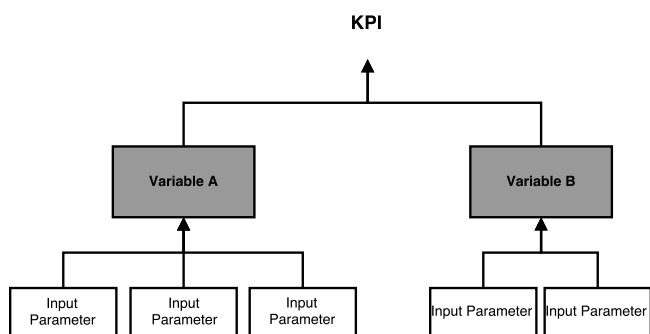 KPI
Variable A
Variable B
Input
Parameter
Input
Parameter
Input
Parameter
Input Parameter
Input Parameter